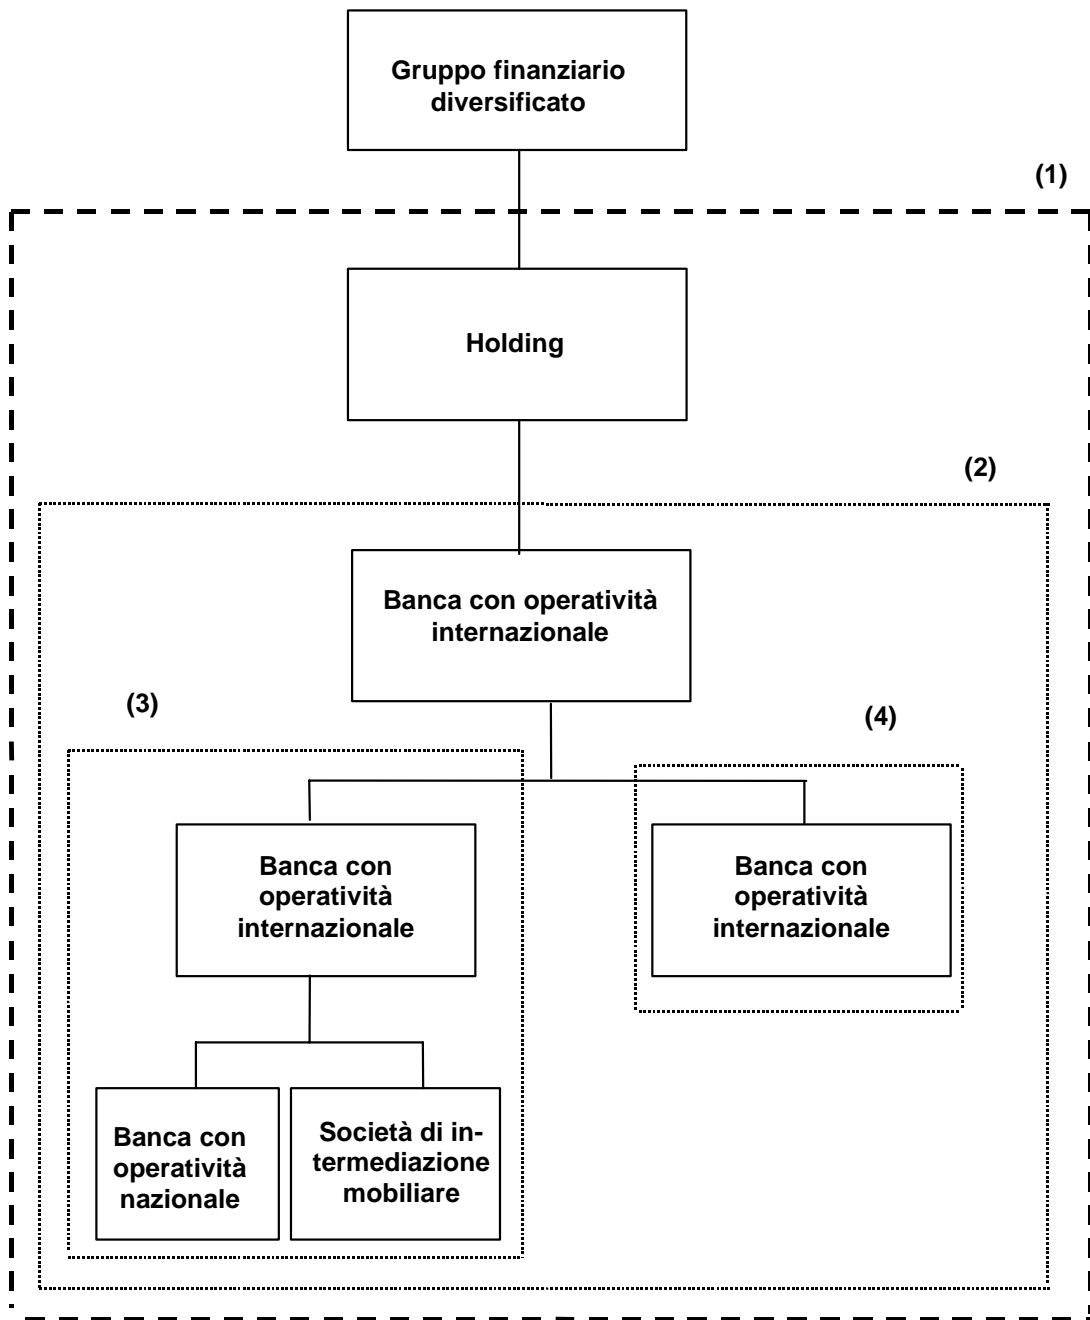 Gruppo finanziario
diversificato
(1)
Holding
(2)
Banca con operatività
internazionale
(3)
(4)
Banca con
operatività
internazionale
Banca con
operatività
internazionale
Banca con
operatività
nazionale
Società di in-
termediazione
mobiliare